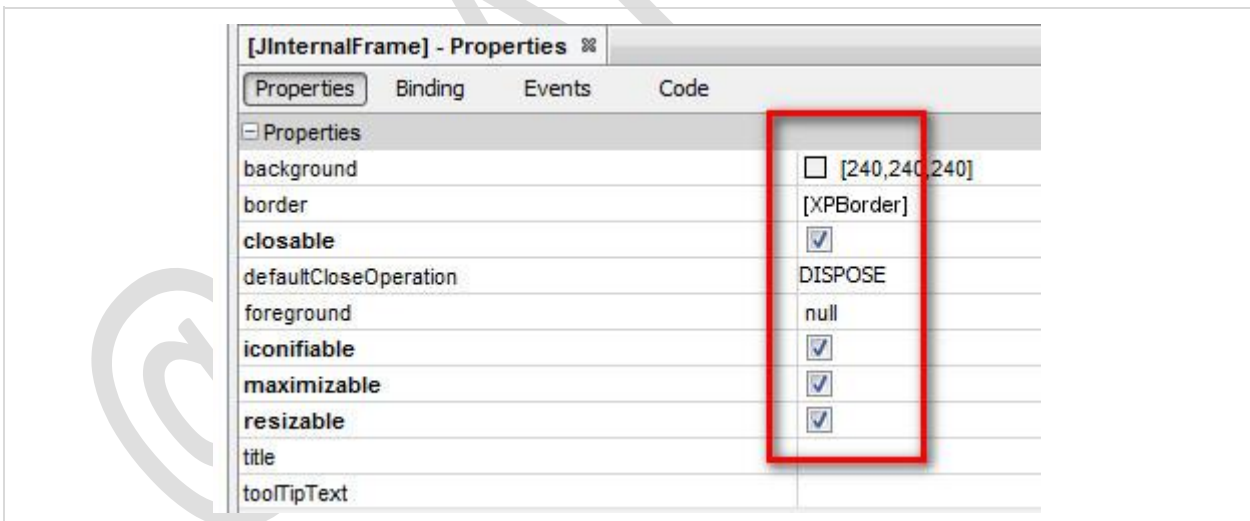 [JInternalFrame] - Properties
Properties Binding Events Code
Properties
background [240,240,240]
border [XPBorder]
closable
defaultCloseOperation DISPOSE
foreground null
iconifiable
maximizable
resizable
title
toolTipText